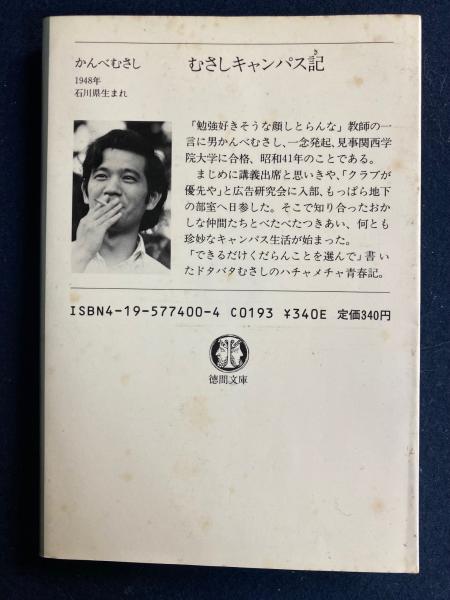 かんべむさし
1948年
石川県生まれ
むさしキャンパス記
き
「勉強好きそうな顔しとらんな」教師の一
言に男かんべむさし、一念発起、見事関西学
院大学に合格、昭和41年のことである。
まじめに講義出席と思いきや、「クラブが
優先や」と広告研究会に入部、もっぱら地下
の部室へ日参した。そこで知り合ったおか
しな仲間たちとべたべたつきあい、何とも
珍妙なキャンパス生活が始まった。
「できるだけくだらんことを選んで」書い
たドタバタむさしのハチャメチャ青春記。
ISBN4-19-577400-4 C0193 ¥340E 定価340円
徳間文庫